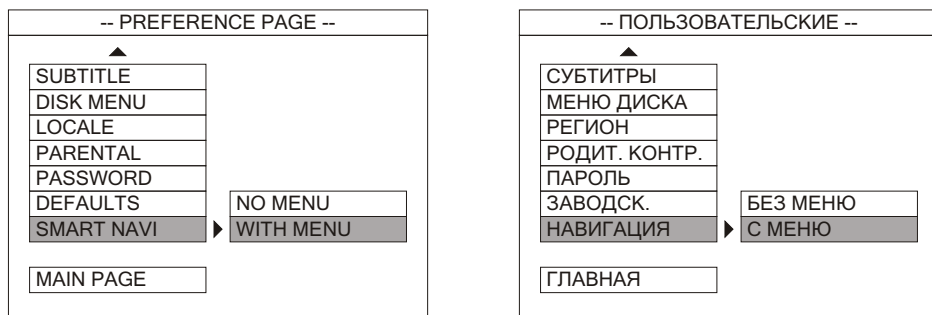 -- PREFERENCE PAGE --
SUBTITLE
DISK MENU
LOCALE
PARENTAL
PASSWORD
DEFAULTS
NO MENU
SMART NAVI
WITH MENU
MAIN PAGE
-- ПОЛЬЗОВАТЕЛЬСКИЕ --
СУБТИТРЫ
МЕНЮ ДИСКА
РЕГИОН
РОДИТ. КОНТР.
ПАРОЛЬ
ЗАВОДСК.
БЕЗ МЕНЮ
НАВИГАЦИЯ
С МЕНЮ
ГЛАВНАЯ